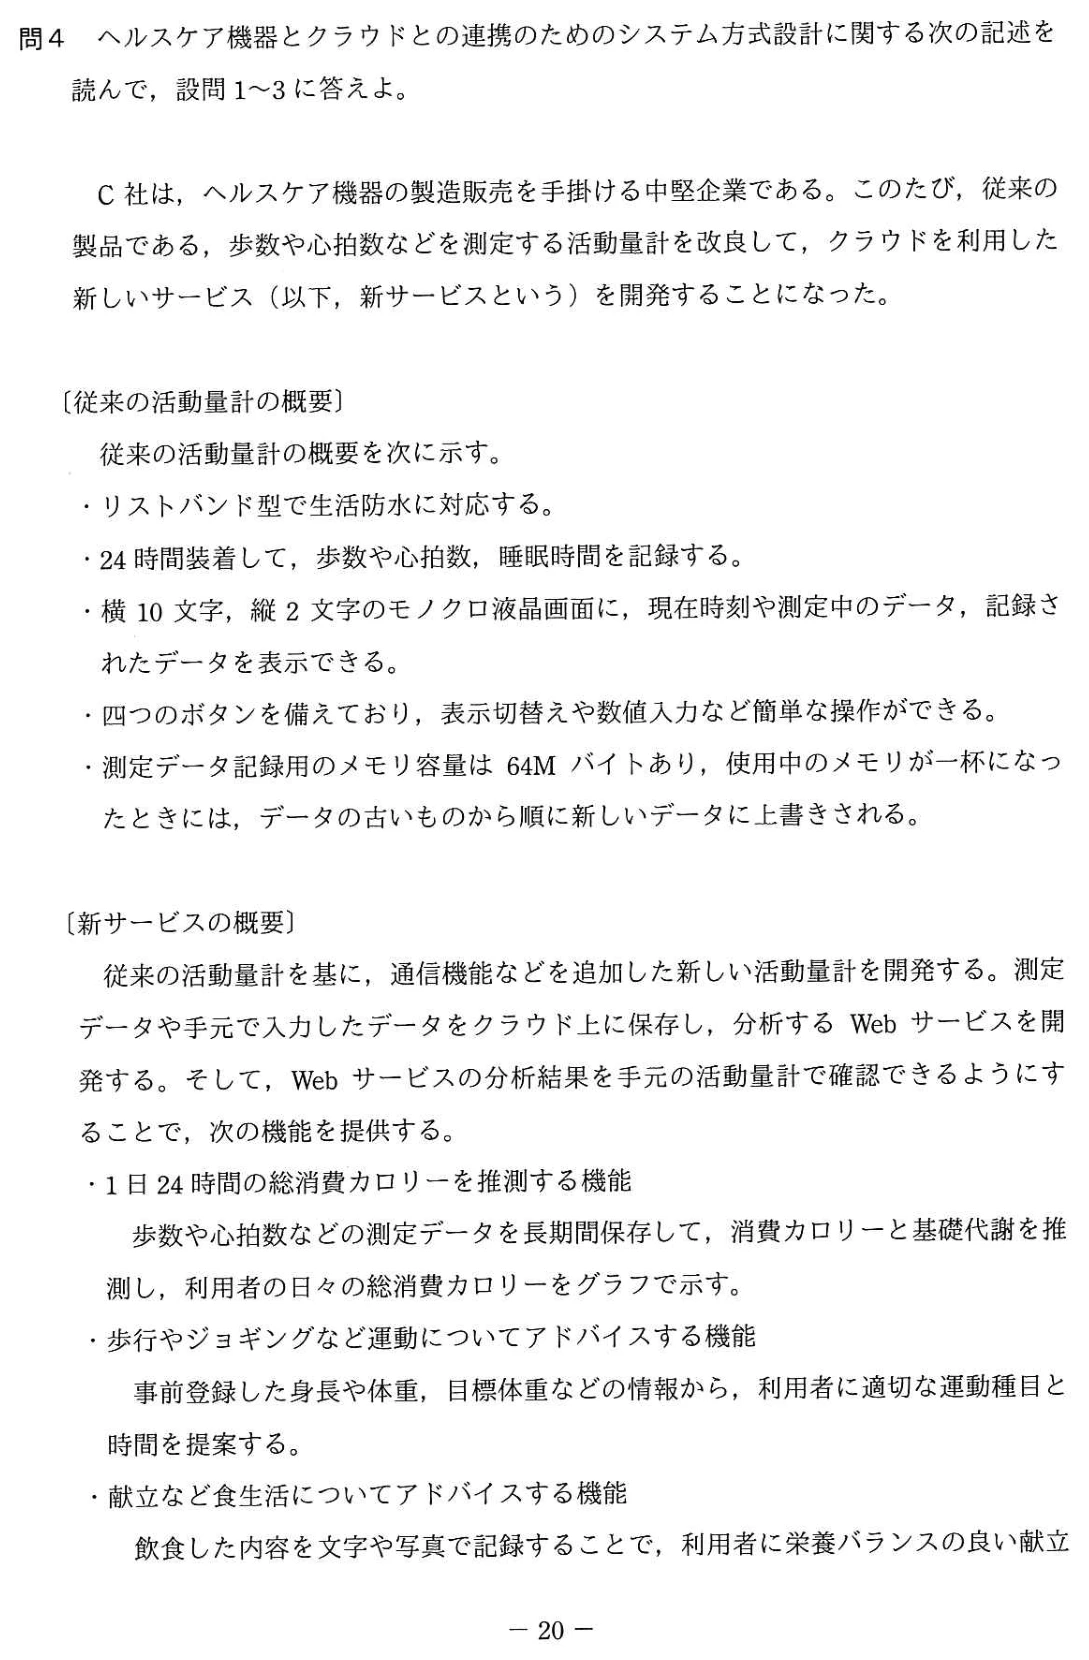 問4　ヘルスケア機器とクラウドとの連携のためのシステム方式設計に関する次の記述を
読んで，設問 1～3 に答えよ。
C 社は，ヘルスケア機器の製造販売を手掛ける中堅企業である。このたび，従来の
製品である，歩数や心拍数などを測定する活動量計を改良して，クラウドを利用した
新しいサービス（以下，新サービスという）を開発することになった。
〔従来の活動量計の概要〕
従来の活動量計の概要を次に示す。
・リストバンド型で生活防水に対応する。
・24 時間装着して，歩数や心拍数，睡眠時間を記録する。
・横 10 文字，縦 2 文字のモノクロ液晶画面に，現在時刻や測定中のデータ，記録さ
れたデータを表示できる。
・四つのボタンを備えており，表示切替えや数値入力など簡単な操作ができる。
・測定データ記録用のメモリ容量は 64M バイトあり，使用中のメモリが一杯になっ
たときには，データの古いものから順に新しいデータに上書きされる。
〔新サービスの概要〕
従来の活動量計を基に，通信機能などを追加した新しい活動量計を開発する。測定
データや手元で入力したデータをクラウド上に保存し，分析する Web サービスを開
発する。そして，Web サービスの分析結果を手元の活動量計で確認できるようにす
ることで，次の機能を提供する。
・1 日 24 時間の総消費カロリーを推測する機能
歩数や心拍数などの測定データを長期間保存して，消費カロリーと基礎代謝を推
測し，利用者の日々の総消費カロリーをグラフで示す。
・歩行やジョギングなど運動についてアドバイスする機能
事前登録した身長や体重，目標体重などの情報から，利用者に適切な運動種目と
時間を提案する。
・献立など食生活についてアドバイスする機能
飲食した内容を文字や写真で記録することで，利用者に栄養バランスの良い献立
－ 20 －